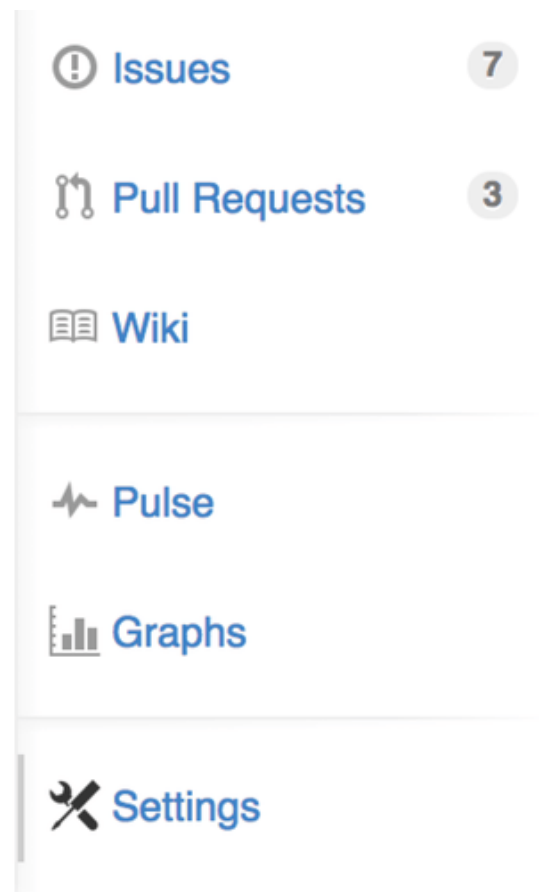 Issues 7
Pull Requests 3
Wiki
Pulse
Graphs
Settings